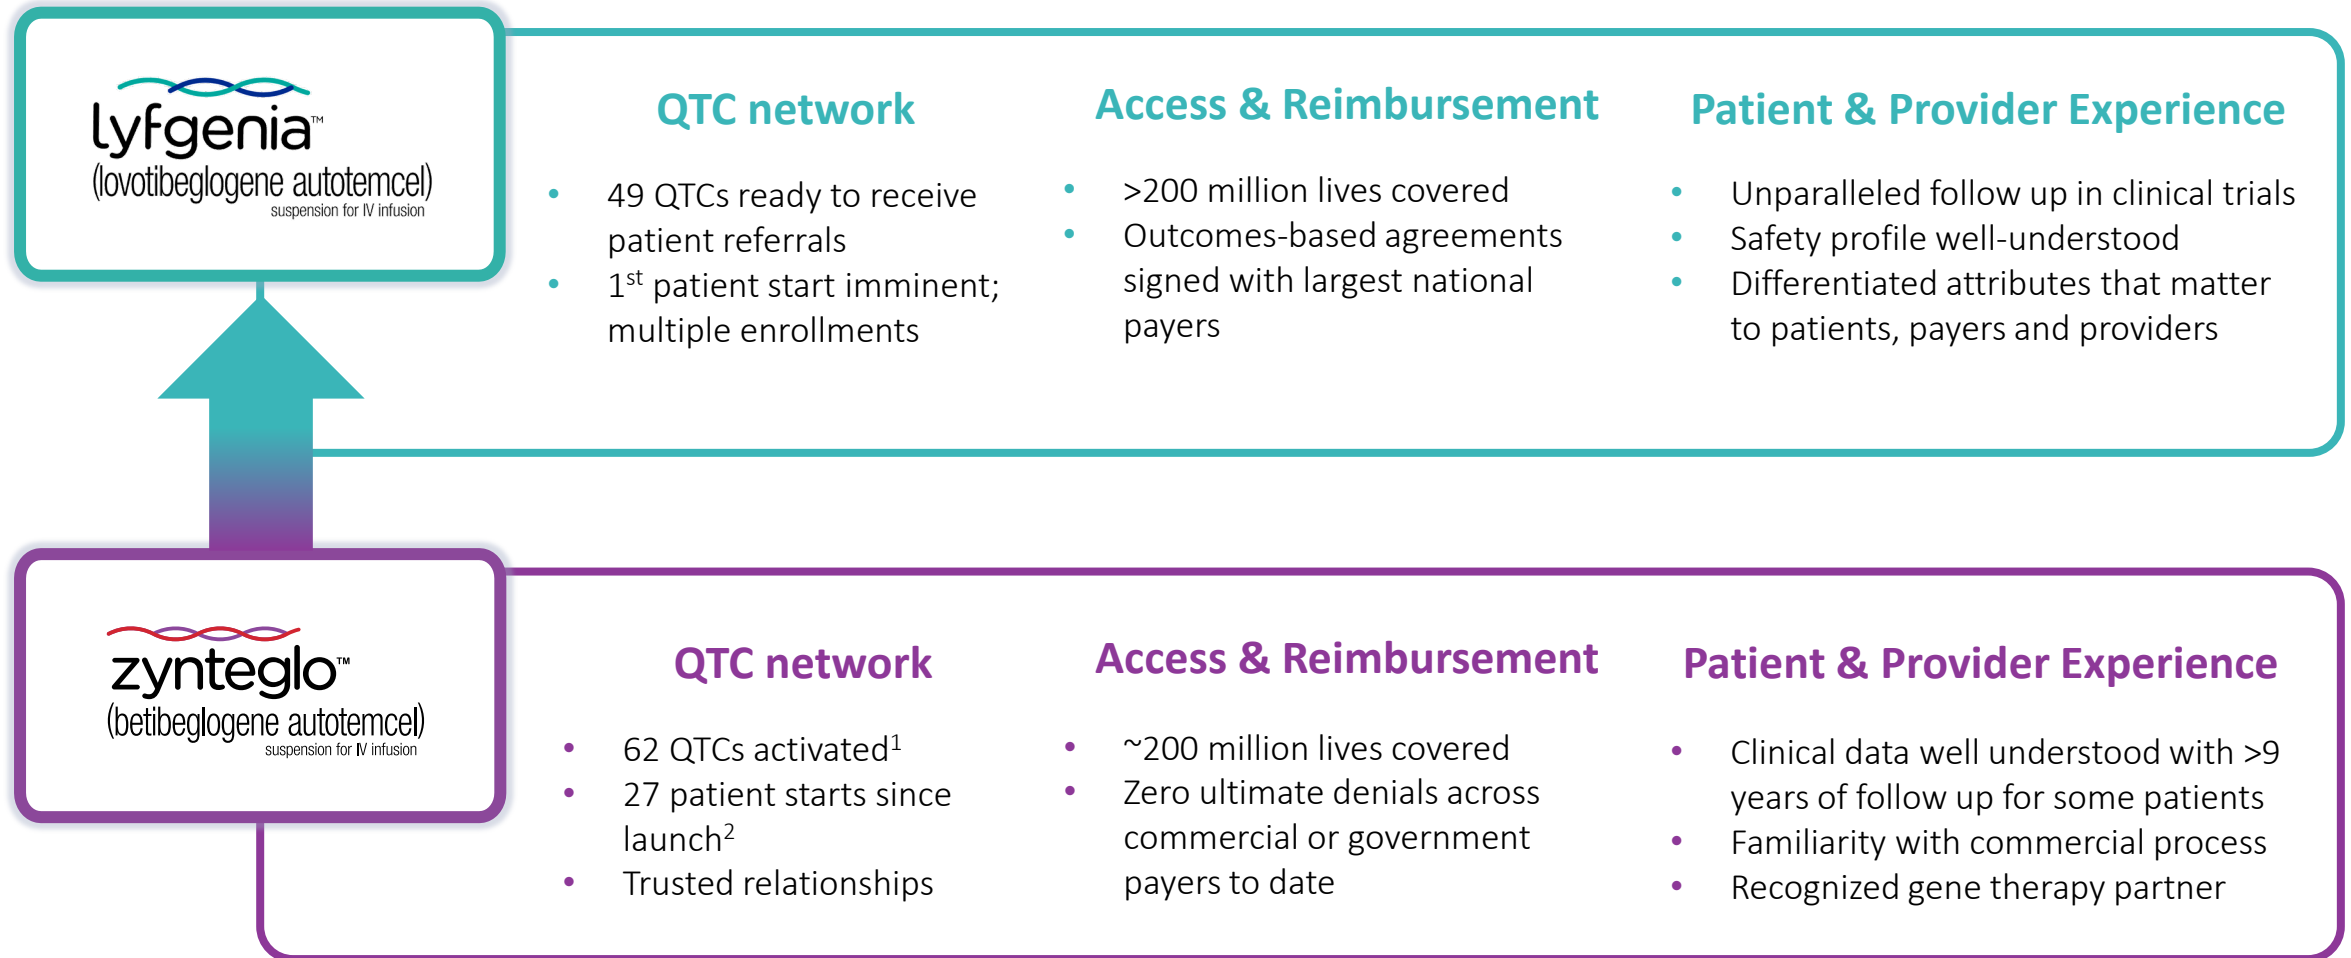 lyfgenia™
(lovotibeglogene autotemcel)
suspension for IV infusion
QTC network
• 49 QTCs ready to receive
patient referrals
• 1st patient start imminent;
multiple enrollments
Access & Reimbursement
• >200 million lives covered
• Outcomes-based agreements
signed with largest national
payers
Patient & Provider Experience
• Unparalleled follow up in clinical trials
• Safety profile well-understood
• Differentiated attributes that matter
to patients, payers and providers
zynteglo™
(betibeglogene autotemcel)
suspension for IV infusion
QTC network
• 62 QTCs activated1
• 27 patient starts since
launch2
• Trusted relationships
Access & Reimbursement
• ~200 million lives covered
• Zero ultimate denials across
commercial or government
payers to date
Patient & Provider Experience
• Clinical data well understood with >9
years of follow up for some patients
• Familiarity with commercial process
• Recognized gene therapy partner